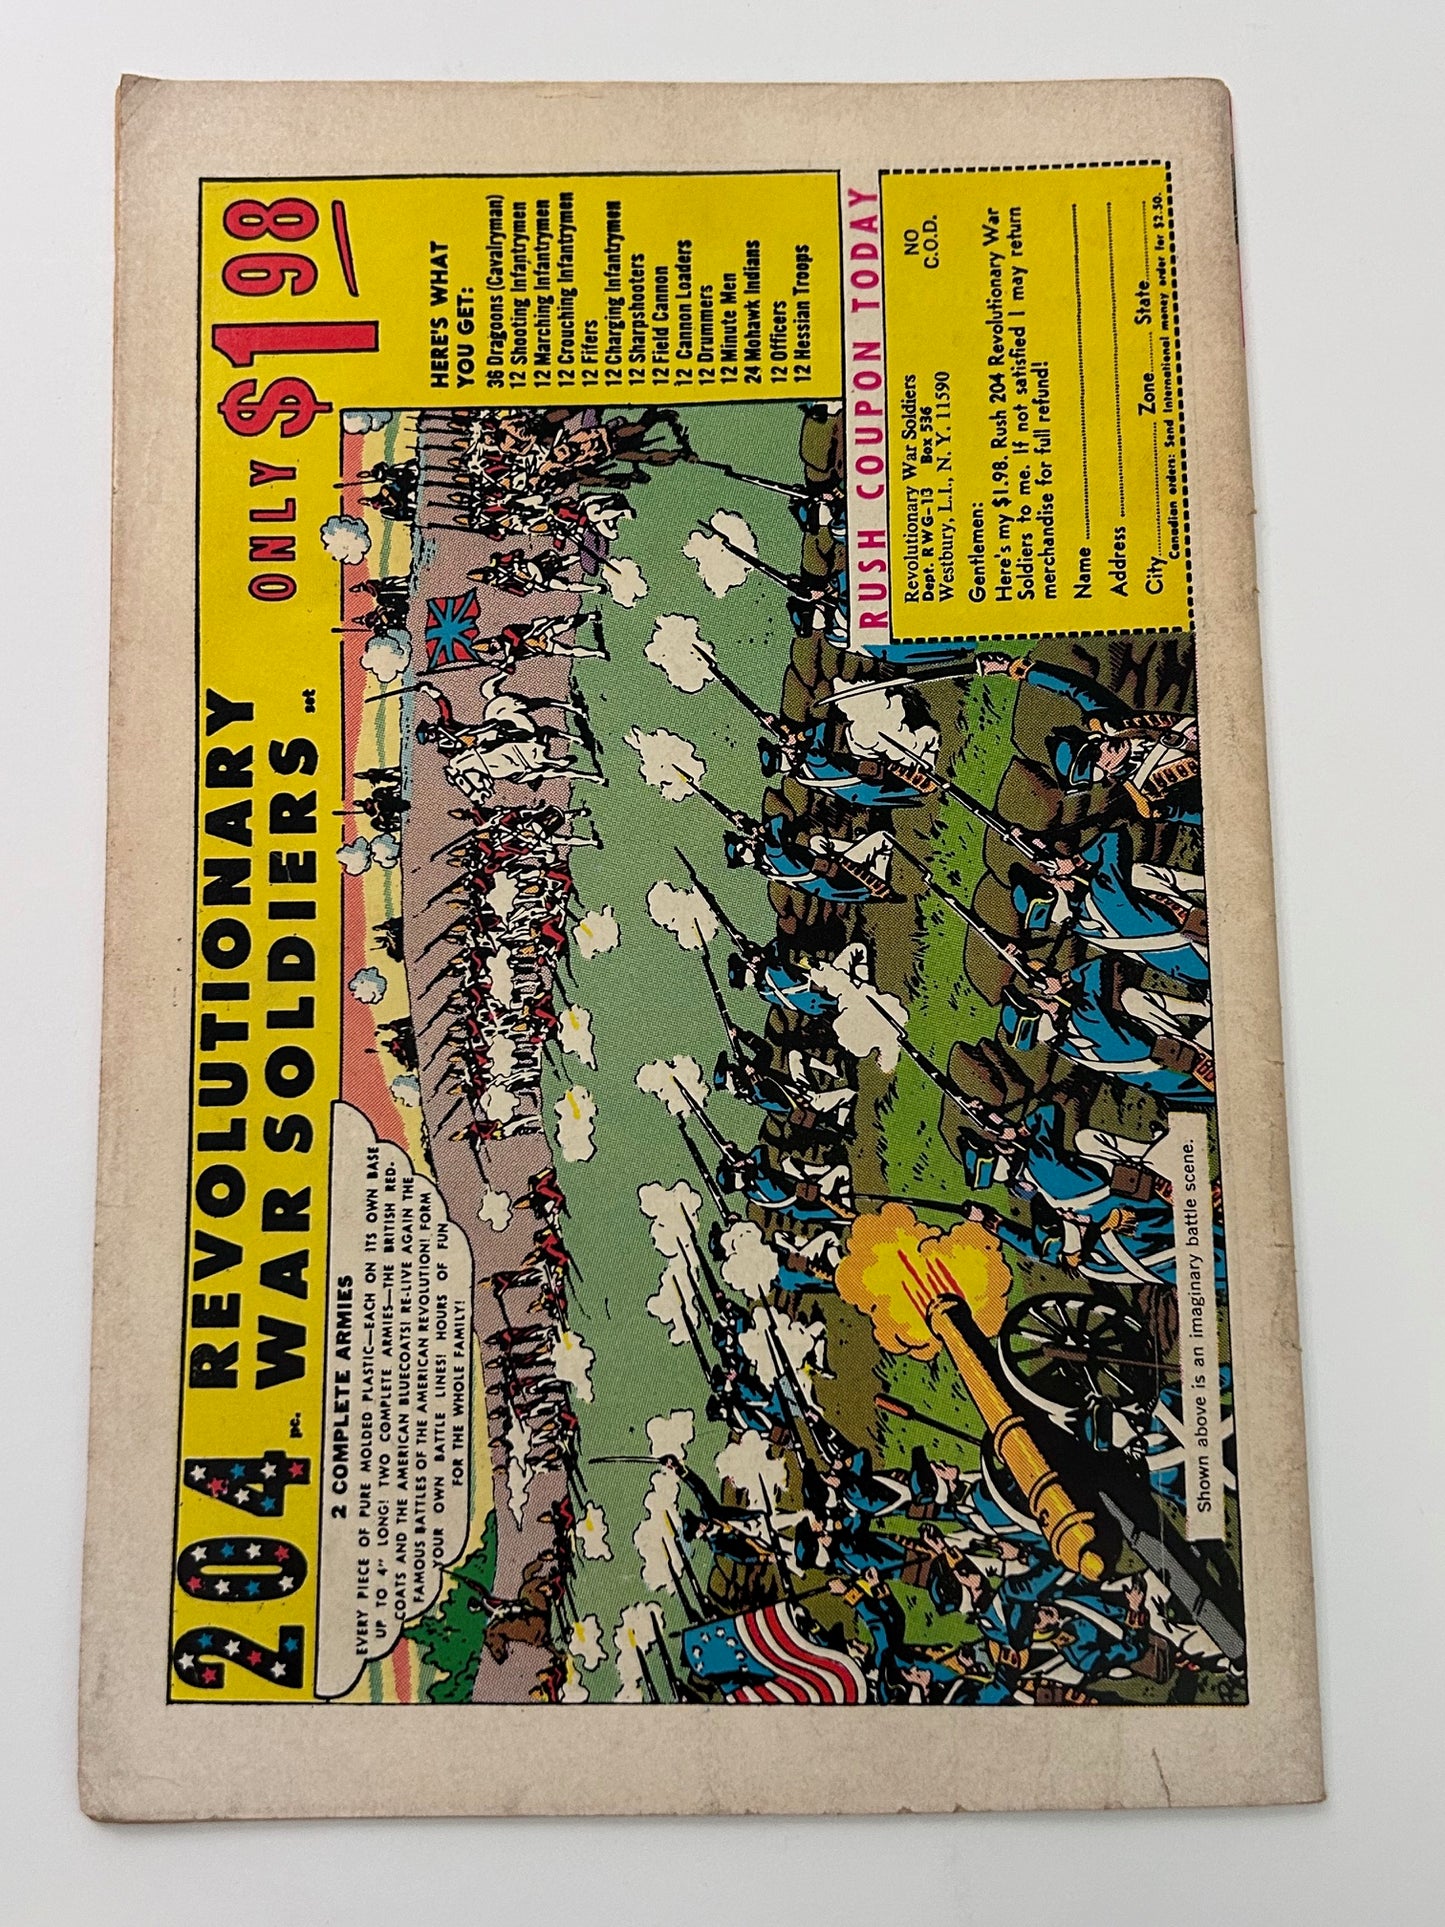 204 pc. REVOLUTIONARY
WAR SOLDIERS set
ONLY $1 98
2 COMPLETE ARMIES
EVERY PIECE OF PURE MOLDED PLASTIC—EACH ON ITS OWN BASE
UP TO 4" LONG! TWO COMPLETE ARMIES—THE BRITISH RED-
COATS AND THE AMERICAN BLUECOATS! RE-LIVE AGAIN THE
FAMOUS BATTLES OF THE AMERICAN REVOLUTION! FORM
YOUR OWN BATTLE LINES! HOURS OF FUN
FOR THE WHOLE FAMILY!
HERE'S WHAT
YOU GET:
36 Dragoons (Cavalryman)
12 Shooting Infantrymen
12 Marching Infantrymen
12 Crouching Infantrymen
12 Fifers
12 Charging Infantrymen
12 Sharpshooters
12 Field Cannon
12 Cannon Loaders
12 Drummers
12 Minute Men
24 Mohawk Indians
12 Officers
12 Hessian Troops
RUSH COUPON TODAY
Revolutionary War Soldiers NO
Dept. RWG-13 Box 536 C.O.D.
Westbury, L.I., N. Y. 11590
Gentlemen:
Here's my $1.98. Rush 204 Revolutionary War
Soldiers to me. If not satisfied I may return
merchandise for full refund!
Name
Address
City Zone State
Canadian orders: Send International money order for $2.50.
Shown above is an imaginary battle scene.